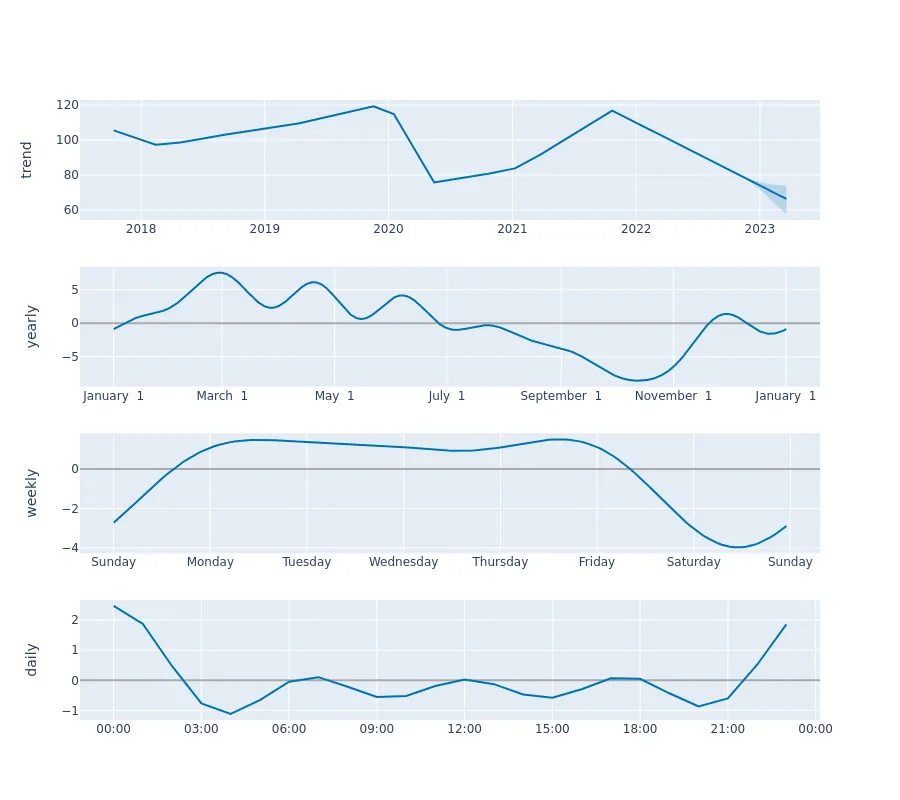 trend
120
100
80
60
2018 2019 2020 2021 2022 2023
yearly
5
0
−5
January 1 March 1 May 1 July 1 September 1 November 1 January 1
weekly
0
−2
−4
Sunday Monday Tuesday Wednesday Thursday Friday Saturday Sunday
daily
2
1
0
−1
00:00 03:00 06:00 09:00 12:00 15:00 18:00 21:00 00:00